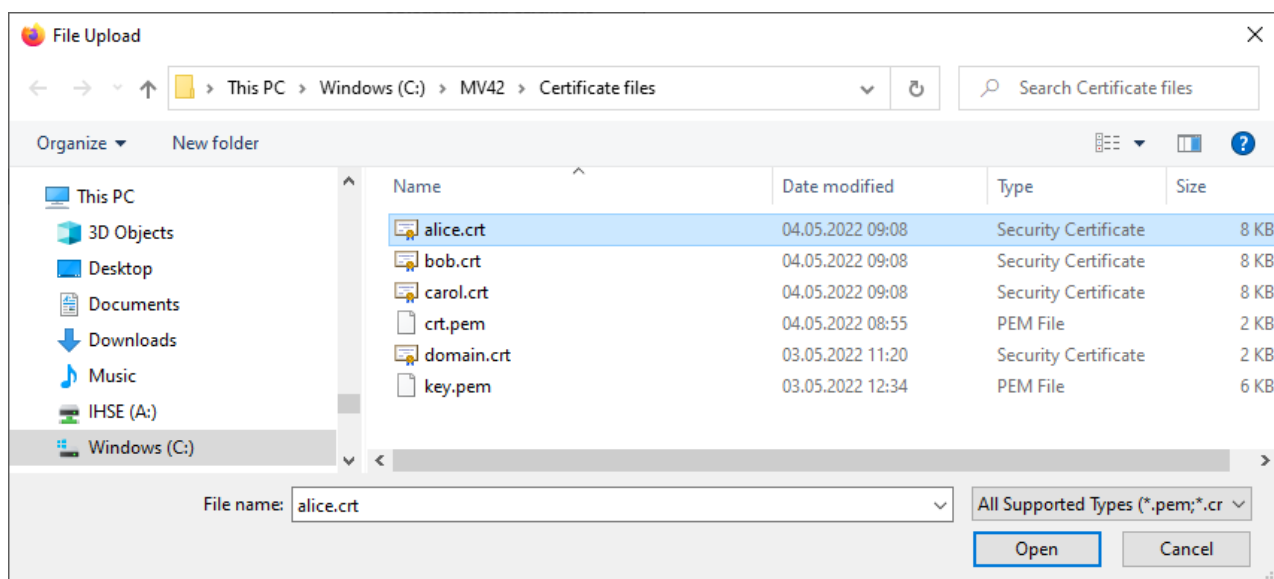 File Upload
This PC > Windows (C:) > MV42 > Certificate files
Search Certificate files
Organize
New folder
Name Date modified Type Size
This PC
3D Objects
Desktop
Documents
Downloads
Music
IHSE (A:)
Windows (C:)
alice.crt 04.05.2022 09:08 Security Certificate 8 KB
bob.crt 04.05.2022 09:08 Security Certificate 8 KB
carol.crt 04.05.2022 09:08 Security Certificate 8 KB
crt.pem 04.05.2022 08:55 PEM File 2 KB
domain.crt 03.05.2022 11:20 Security Certificate 2 KB
key.pem 03.05.2022 12:34 PEM File 6 KB
File name: alice.crt
All Supported Types (*.pem;*.cr
Open
Cancel